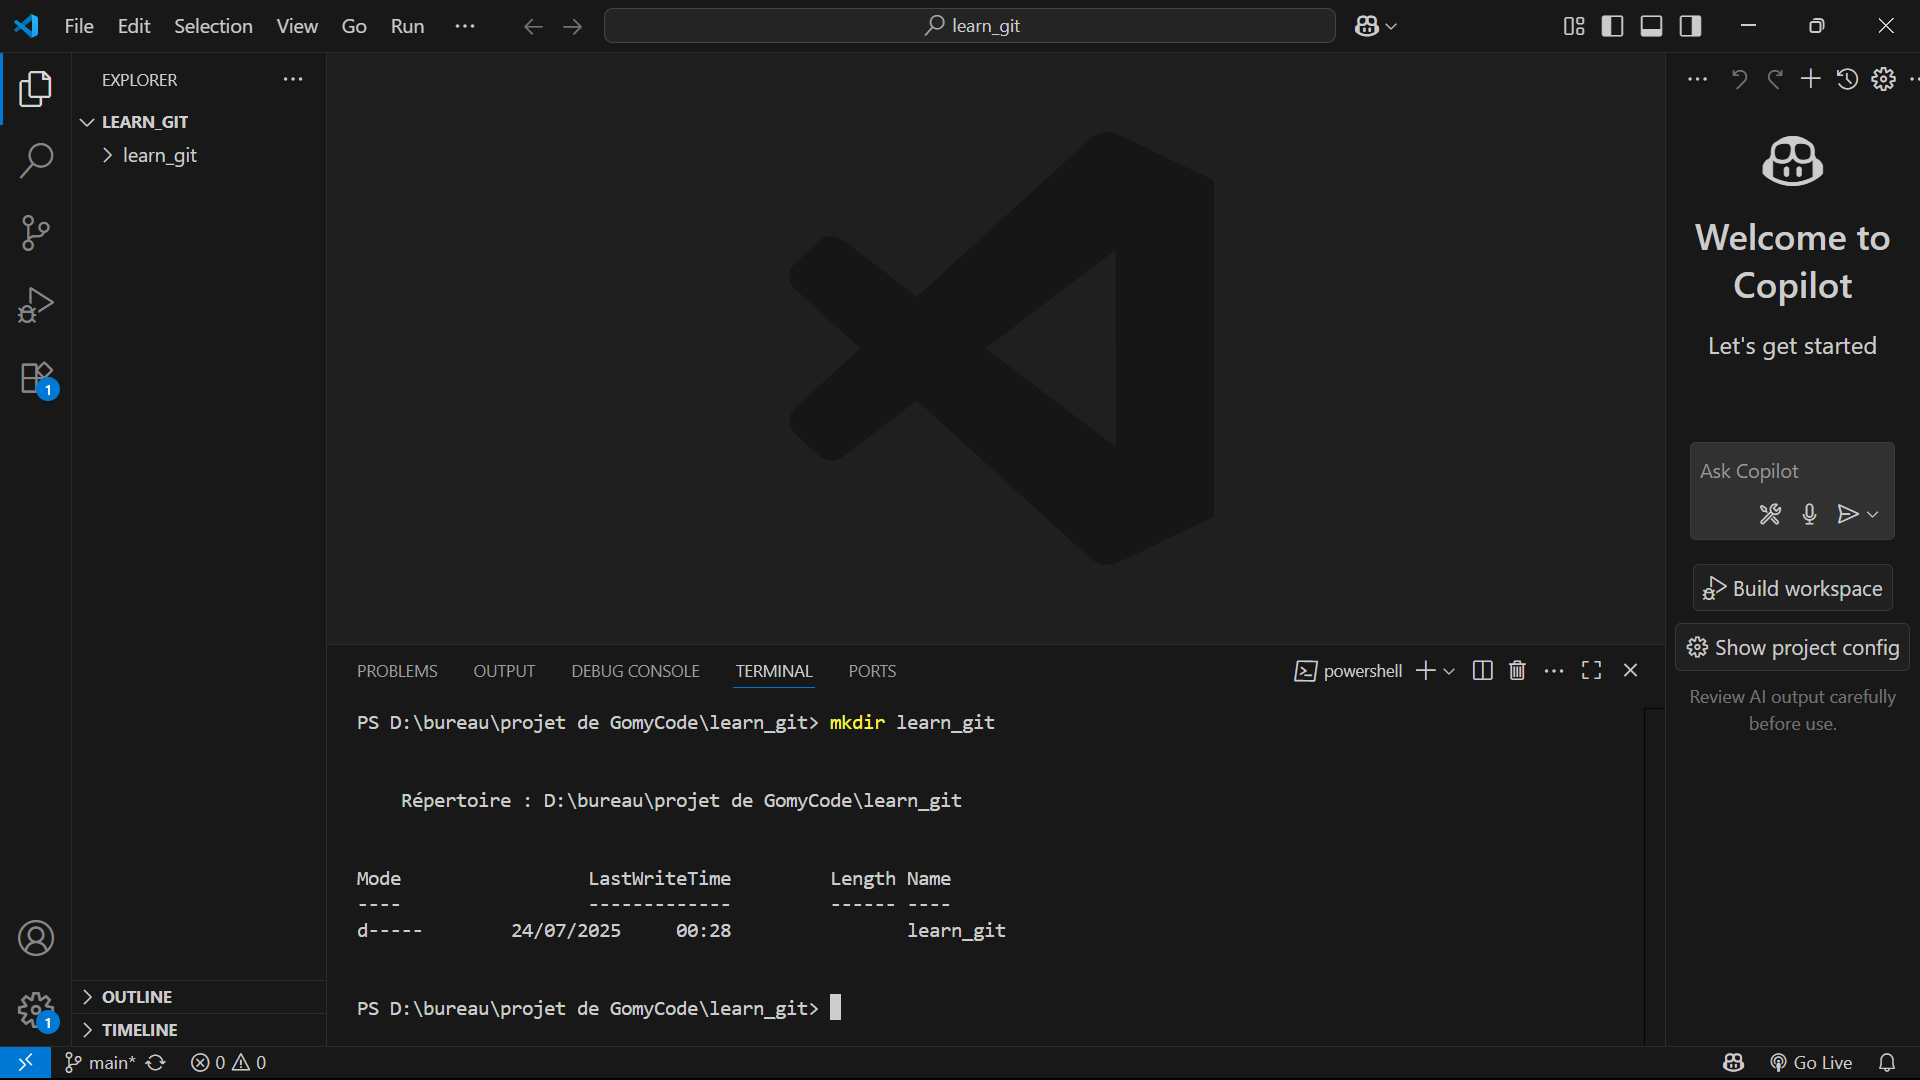 File Edit Selection View Go Run
learn_git
EXPLORER
LEARN_GIT
learn_git
1
1
OUTLINE
TIMELINE
PROBLEMS OUTPUT DEBUG CONSOLE TERMINAL PORTS
powershell
PS D:\bureau\projet de GomyCode\learn_git> mkdir learn_git
Répertoire : D:\bureau\projet de GomyCode\learn_git
Mode LastWriteTime Length Name
---- ------------- ------ ----
d----- 24/07/2025 00:28 learn_git
PS D:\bureau\projet de GomyCode\learn_git>
Welcome to
Copilot
Let's get started
Ask Copilot
Build workspace
Show project config
Review AI output carefully
before use.
main* 0 0
Go Live